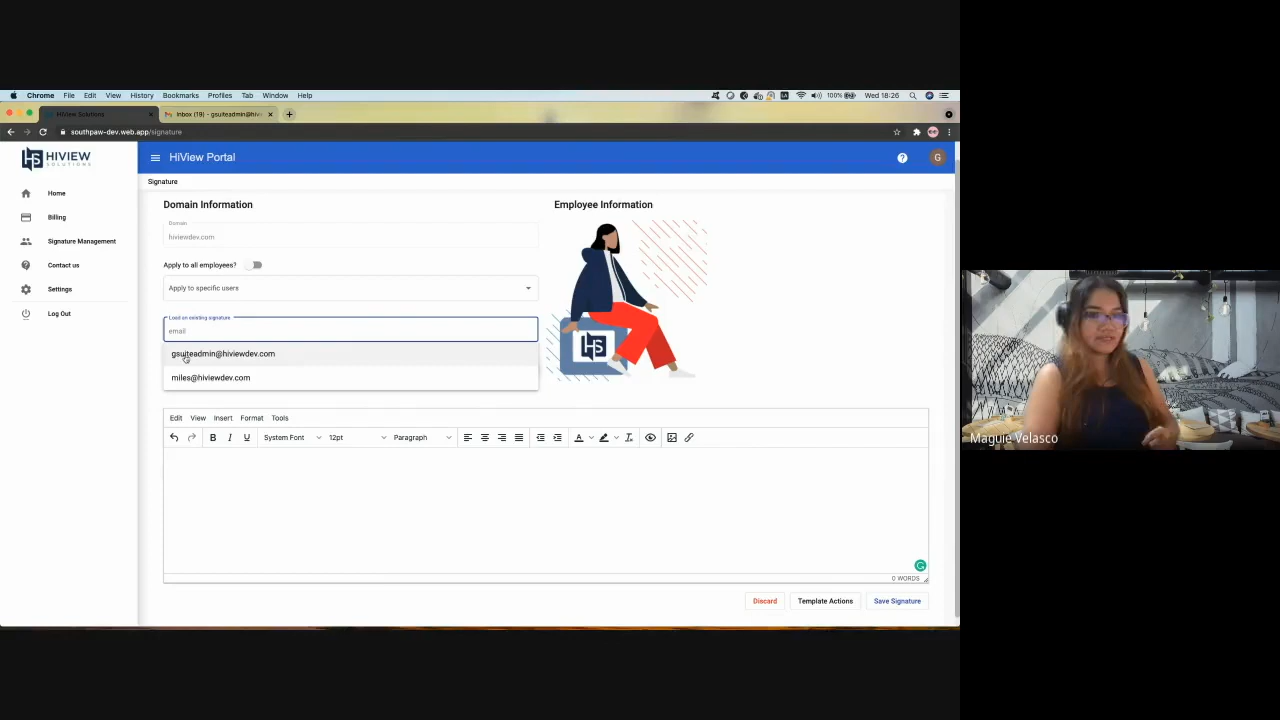 Chrome File Edit View History Bookmarks Profiles Tab Window Help 100% Wed 18:26
HiView Solutions Inbox (19) - gsuiteadmin@hiv
southpaw-dev.web.app/signature
HS HIVIEW
SOLUTIONS
HiView Portal
G
Home
Billing
Signature Management
Contact us
Settings
Log Out
Signature
Domain Information
Domain
hiviewdev.com
Apply to all employees?
Apply to specific users
Load an existing signature
email
gsuiteadmin@hiviewdev.com
miles@hiviewdev.com
Employee Information
HS
Edit View Insert Format Tools
B I U System Font 12pt Paragraph A
0 WORDS
Discard Template Actions Save Signature
Maguie Velasco